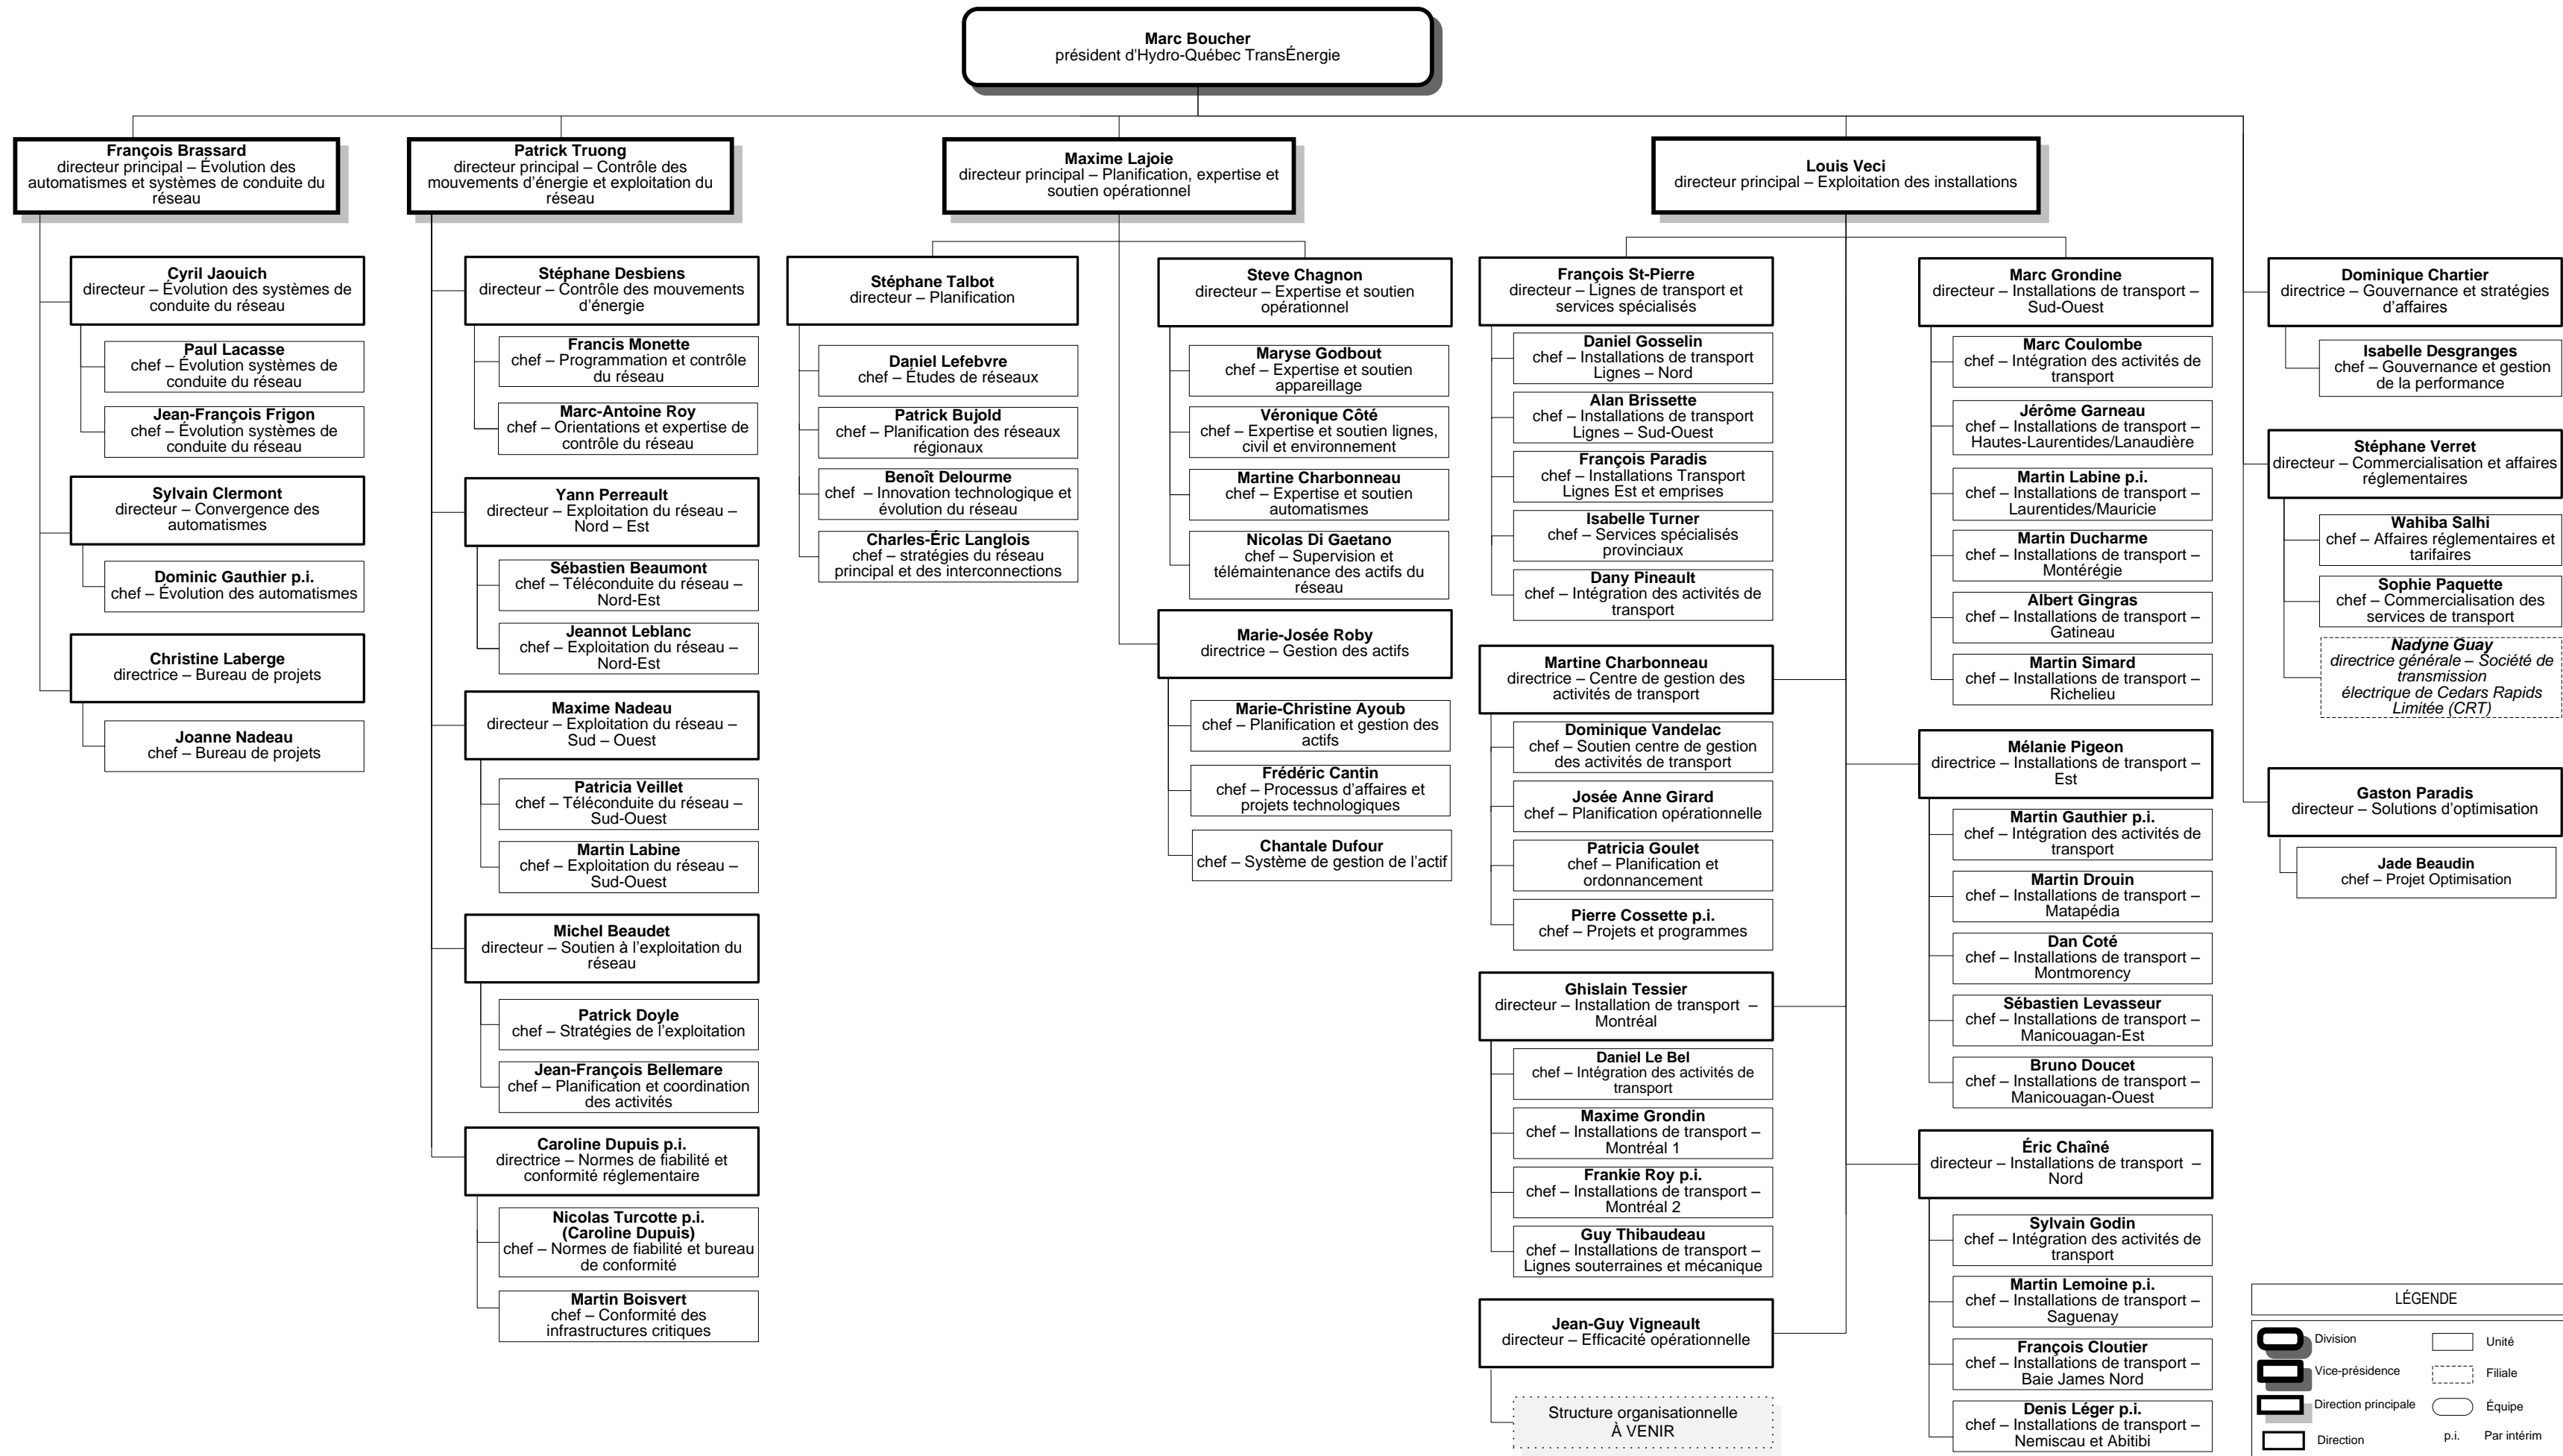 Marc Boucher
président d'Hydro-Québec TransÉnergie
François Brassard
directeur principal – Évolution des
automatismes et systèmes de conduite du
réseau
Cyril Jaouich
directeur – Évolution des systèmes de
conduite du réseau
Paul Lacasse
chef – Évolution systèmes de
conduite du réseau
Jean-François Frigon
chef – Évolution systèmes de
conduite du réseau
Sylvain Clermont
directeur – Convergence des
automatismes
Dominic Gauthier p.i.
chef – Évolution des automatismes
Christine Laberge
directrice – Bureau de projets
Joanne Nadeau
chef – Bureau de projets
Patrick Truong
directeur principal – Contrôle des
mouvements d'énergie et exploitation du
réseau
Stéphane Desbiens
directeur – Contrôle des mouvements
d'énergie
Francis Monette
chef – Programmation et contrôle
du réseau
Marc-Antoine Roy
chef – Orientations et expertise de
contrôle du réseau
Yann Perreault
directeur – Exploitation du réseau –
Nord – Est
Sébastien Beaumont
chef – Téléconduite du réseau –
Nord-Est
Jeannot Leblanc
chef – Exploitation du réseau –
Nord-Est
Maxime Nadeau
directeur – Exploitation du réseau –
Sud – Ouest
Patricia Veillet
chef – Téléconduite du réseau –
Sud-Ouest
Martin Labine
chef – Exploitation du réseau –
Sud-Ouest
Michel Beaudet
directeur – Soutien à l'exploitation du
réseau
Patrick Doyle
chef – Stratégies de l'exploitation
Jean-François Bellemare
chef – Planification et coordination
des activités
Caroline Dupuis p.i.
directrice – Normes de fiabilité et
conformité réglementaire
Nicolas Turcotte p.i.
(Caroline Dupuis)
chef – Normes de fiabilité et bureau
de conformité
Martin Boisvert
chef – Conformité des
infrastructures critiques
Maxime Lajoie
directeur principal – Planification, expertise et
soutien opérationnel
Stéphane Talbot
directeur – Planification
Daniel Lefebvre
chef – Études de réseaux
Patrick Bujold
chef – Planification des réseaux
régionaux
Benoît Delourme
chef – Innovation technologique et
évolution du réseau
Charles-Éric Langlois
chef – stratégies du réseau
principal et des interconnections
Steve Chagnon
directeur – Expertise et soutien
opérationnel
Maryse Godbout
chef – Expertise et soutien
appareillage
Véronique Côté
chef – Expertise et soutien lignes,
civil et environnement
Martine Charbonneau
chef – Expertise et soutien
automatismes
Nicolas Di Gaetano
chef – Supervision et
télémaintenance des actifs du
réseau
Marie-Josée Roby
directrice – Gestion des actifs
Marie-Christine Ayoub
chef – Planification et gestion des
actifs
Frédéric Cantin
chef – Processus d'affaires et
projets technologiques
Chantale Dufour
chef – Système de gestion de l'actif
Louis Veci
directeur principal – Exploitation des installations
François St-Pierre
directeur – Lignes de transport et
services spécialisés
Daniel Gosselin
chef – Installations de transport
Lignes – Nord
Alan Brissette
chef – Installations de transport
Lignes – Sud-Ouest
François Paradis
chef – Installations Transport
Lignes Est et emprises
Isabelle Turner
chef – Services spécialisés
provinciaux
Dany Pineault
chef – Intégration des activités de
transport
Martine Charbonneau
directrice – Centre de gestion des
activités de transport
Dominique Vandelac
chef – Soutien centre de gestion
des activités de transport
Josée Anne Girard
chef – Planification opérationnelle
Patricia Goulet
chef – Planification et
ordonnancement
Pierre Cossette p.i.
chef – Projets et programmes
Ghislain Tessier
directeur – Installation de transport –
Montréal
Daniel Le Bel
chef – Intégration des activités de
transport
Maxime Grondin
chef – Installations de transport –
Montréal 1
Frankie Roy p.i.
chef – Installations de transport –
Montréal 2
Guy Thibaudeau
chef – Installations de transport –
Lignes souterraines et mécanique
Jean-Guy Vigneault
directeur – Efficacité opérationnelle
Structure organisationnelle
À VENIR
Marc Grondine
directeur – Installations de transport –
Sud-Ouest
Marc Coulombe
chef – Intégration des activités de
transport
Jérôme Garneau
chef – Installations de transport –
Hautes-Laurentides/Lanaudière
Martin Labine p.i.
chef – Installations de transport –
Laurentides/Mauricie
Martin Ducharme
chef – Installations de transport –
Montérégie
Albert Gingras
chef – Installations de transport –
Gatineau
Martin Simard
chef – Installations de transport –
Richelieu
Mélanie Pigeon
directrice – Installations de transport –
Est
Martin Gauthier p.i.
chef – Intégration des activités de
transport
Martin Drouin
chef – Installations de transport –
Matapédia
Dan Coté
chef – Installations de transport –
Montmorency
Sébastien Levasseur
chef – Installations de transport –
Manicouagan-Est
Bruno Doucet
chef – Installations de transport –
Manicouagan-Ouest
Éric Chaîné
directeur – Installations de transport –
Nord
Sylvain Godin
chef – Intégration des activités de
transport
Martin Lemoine p.i.
chef – Installations de transport –
Saguenay
François Cloutier
chef – Installations de transport –
Baie James Nord
Denis Léger p.i.
chef – Installations de transport –
Nemiscau et Abitibi
Dominique Chartier
directrice – Gouvernance et stratégies
d'affaires
Isabelle Desgranges
chef – Gouvernance et gestion
de la performance
Stéphane Verret
directeur – Commercialisation et affaires
réglementaires
Wahiba Salhi
chef – Affaires réglementaires et
tarifaires
Sophie Paquette
chef – Commercialisation des
services de transport
Nadyne Guay
directrice générale – Société de
transmission
électrique de Cedars Rapids
Limitée (CRT)
Gaston Paradis
directeur – Solutions d'optimisation
Jade Beaudin
chef – Projet Optimisation
LÉGENDE
Division
Unité
Vice-présidence
Filiale
Direction principale
Équipe
Direction
p.i. Par intérim